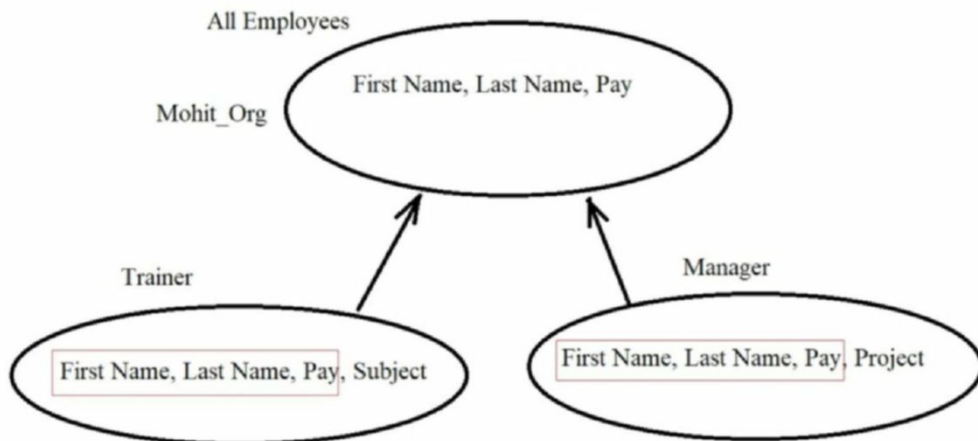 All Employees
First Name, Last Name, Pay
Mohit_Org
Trainer
Manager
First Name, Last Name, Pay, Subject
First Name, Last Name, Pay, Project